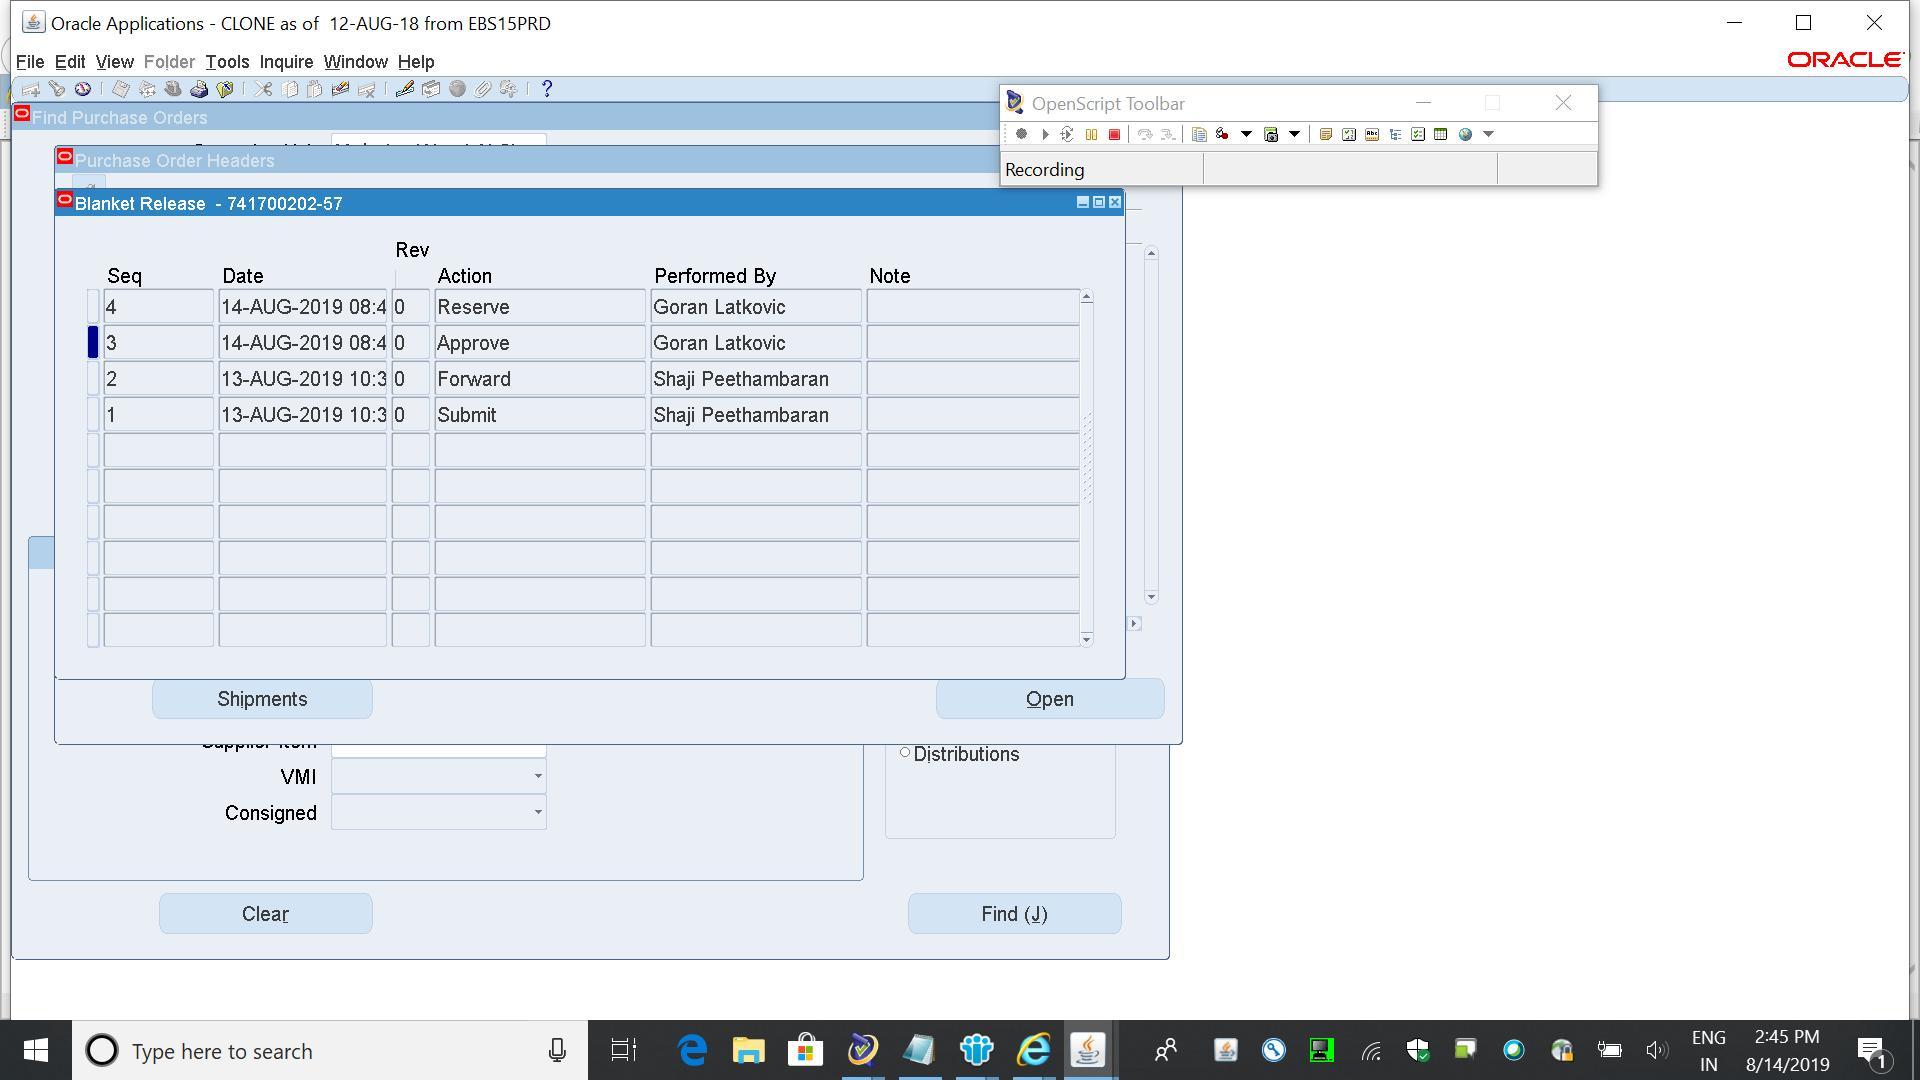 Oracle Applications - CLONE as of  12-AUG-18 from EBS15PRD
File Edit View Folder Tools Inquire Window Help
ORACLE
OpenScript Toolbar
Recording
Find Purchase Orders
Purchase Order Headers
Blanket Release  - 741700202-57
Rev
Seq Date Action Performed By Note
4 14-AUG-2019 08:4 0 Reserve Goran Latkovic
3 14-AUG-2019 08:4 0 Approve Goran Latkovic
2 13-AUG-2019 10:3 0 Forward Shaji Peethambaran
1 13-AUG-2019 10:3 0 Submit Shaji Peethambaran
Shipments Open
Supplier Item
Distributions
VMI
Consigned
Clear Find (J)
Type here to search
ENG 2:45 PM
IN 8/14/2019
1